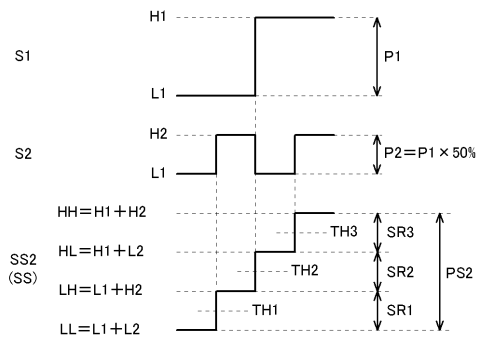 H1
S1
P1
L1
H2
S2
P2=P1×50%
L1
HH=H1+H2
TH3
SR3
HL=H1+L2
SS2
(SS)
TH2
SR2
PS2
LH=L1+H2
TH1
SR1
LL=L1+L2